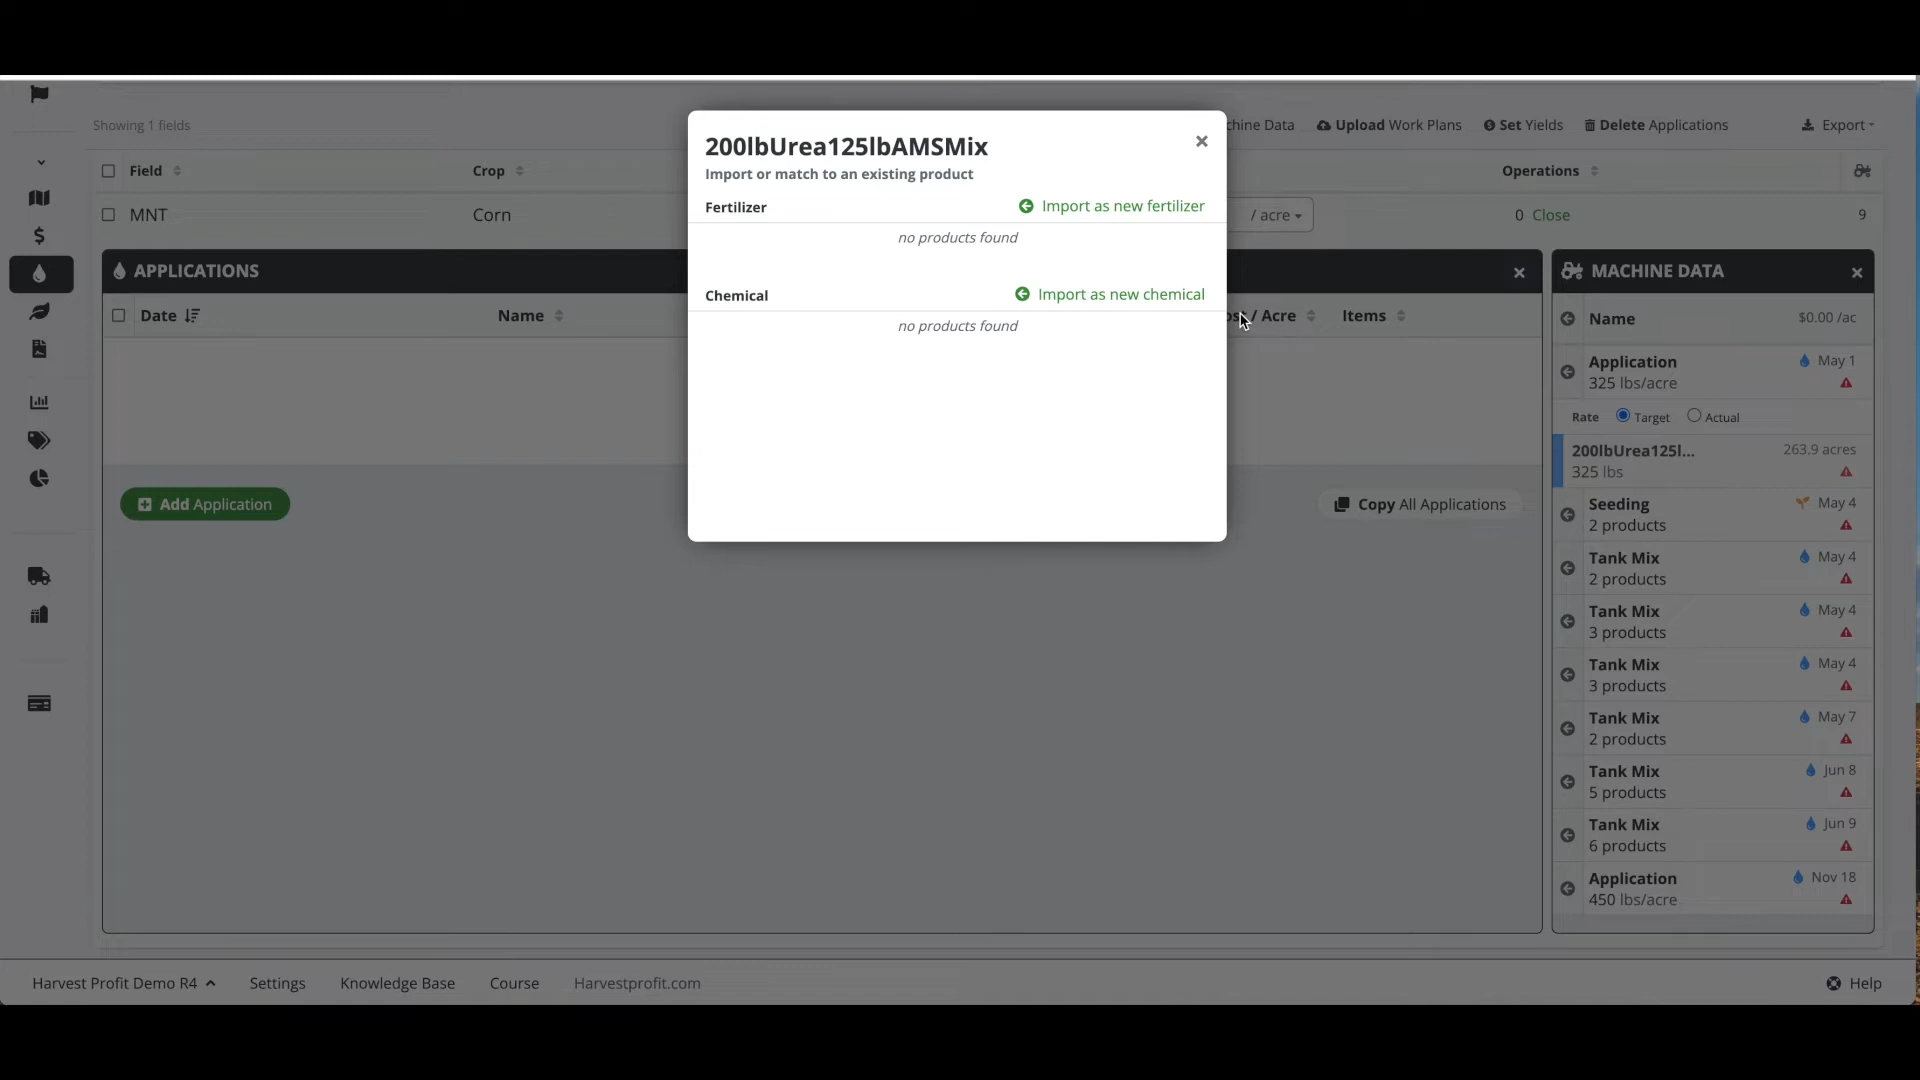 Showing 1 fields
chine Data
Upload Work Plans
Set Yields
Delete Applications
Export
Field
Crop
Operations
MNT
Corn
/ acre
0 Close
9
200lbUrea125lbAMSMix
Import or match to an existing product
Fertilizer
Import as new fertilizer
no products found
Chemical
Import as new chemical
no products found
APPLICATIONS
Date
Name
/ Acre
Items
Add Application
Copy All Applications
MACHINE DATA
Name
$0.00 /ac
Application
May 1
325 lbs/acre
Rate
Target
Actual
200lbUrea125l...
263.9 acres
325 lbs
Seeding
May 4
2 products
Tank Mix
May 4
2 products
Tank Mix
May 4
3 products
Tank Mix
May 4
3 products
Tank Mix
May 7
2 products
Tank Mix
Jun 8
5 products
Tank Mix
Jun 9
6 products
Application
Nov 18
450 lbs/acre
Harvest Profit Demo R4
Settings
Knowledge Base
Course
Harvestprofit.com
Help